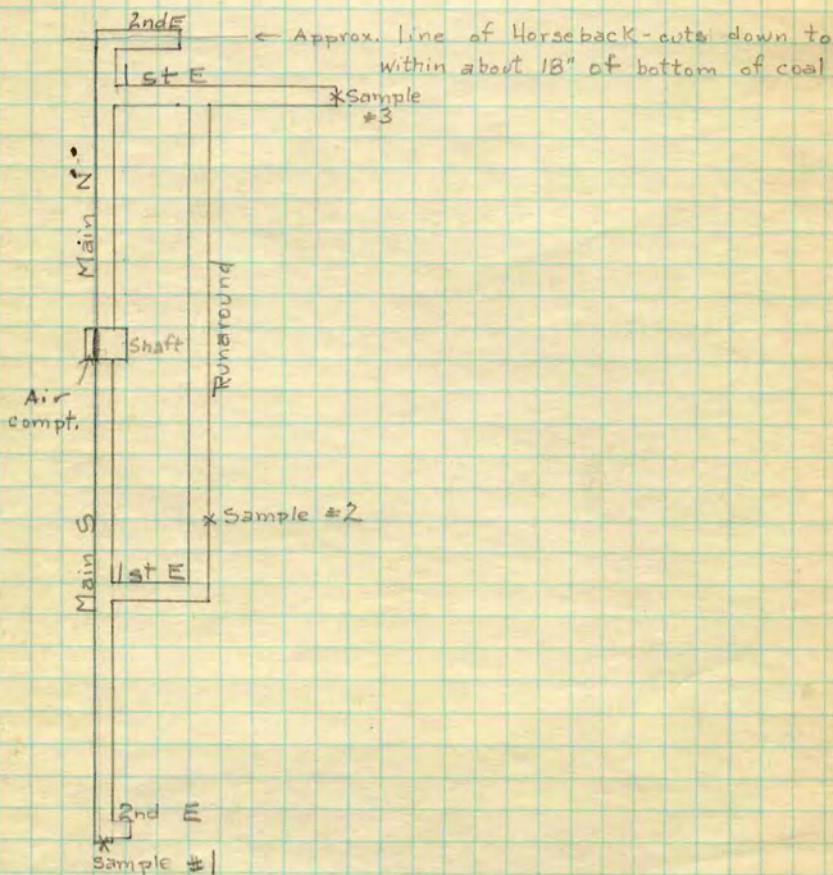 2nd E
← Approx. line of Horseback-cuts down to
within about 18" of bottom of coal
1st E
Sample
#3
Main N
Shaft
Runaround
Air
compt.
Sample #2
Main S
1st E
2nd E
Sample #1